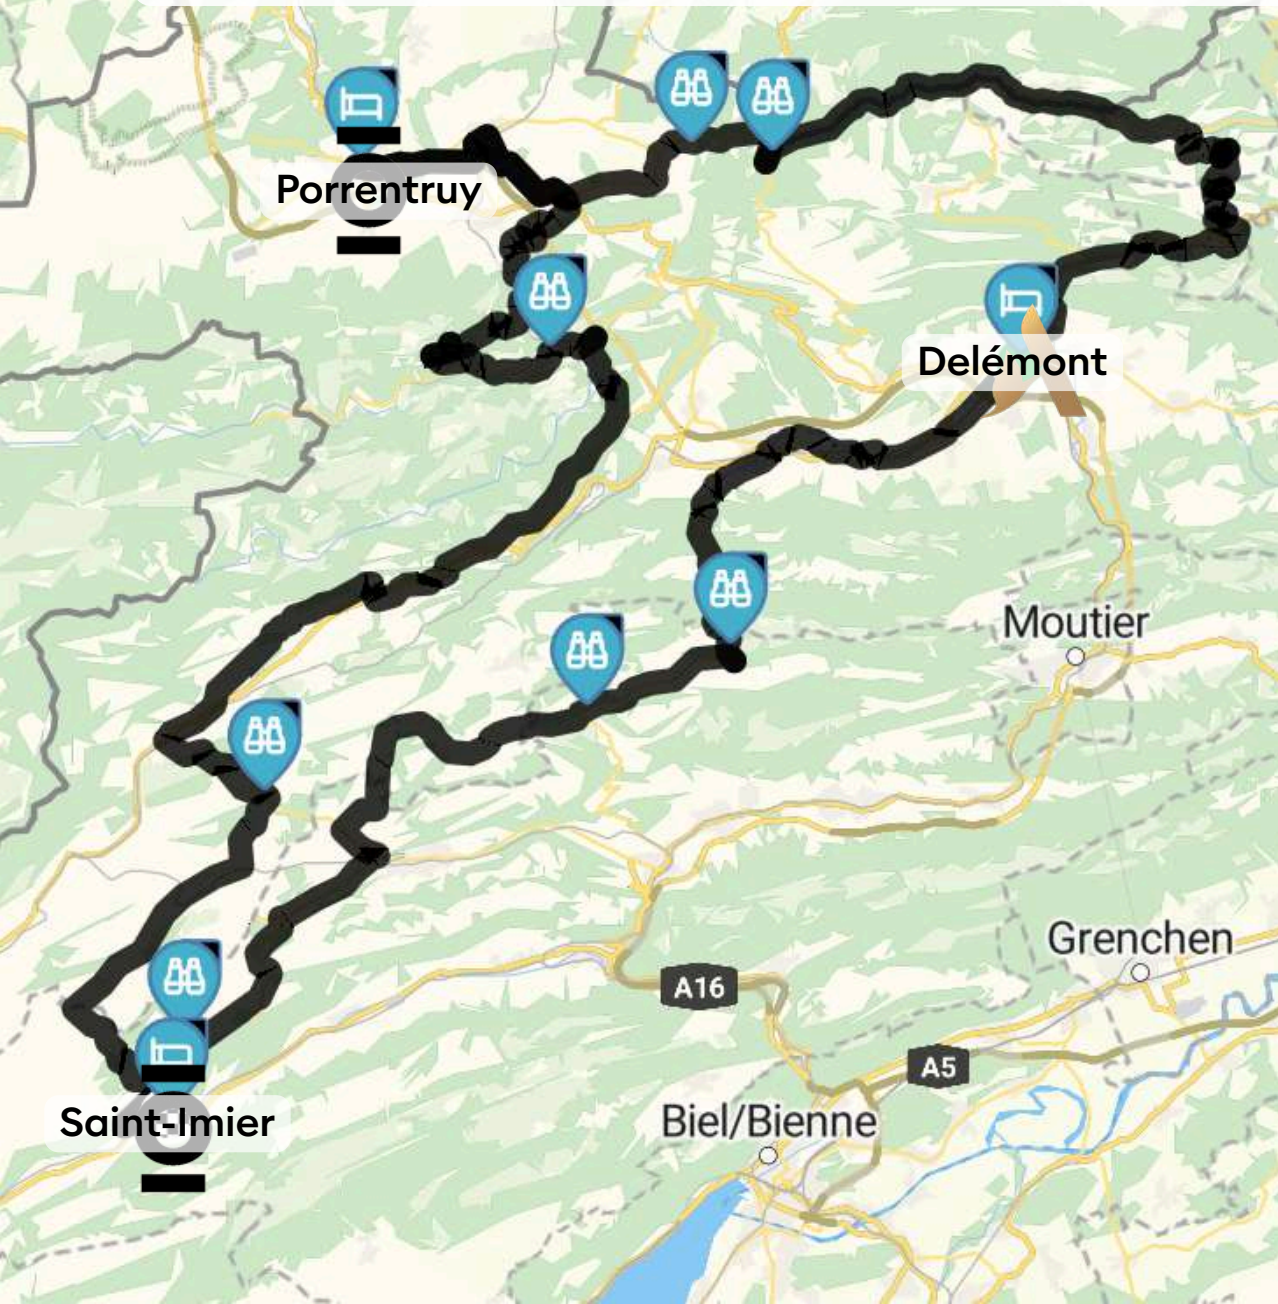 Porrentruy
Delémont
Moutier
Grenchen
A16
A5
Biel/Bienne
Saint-Imier